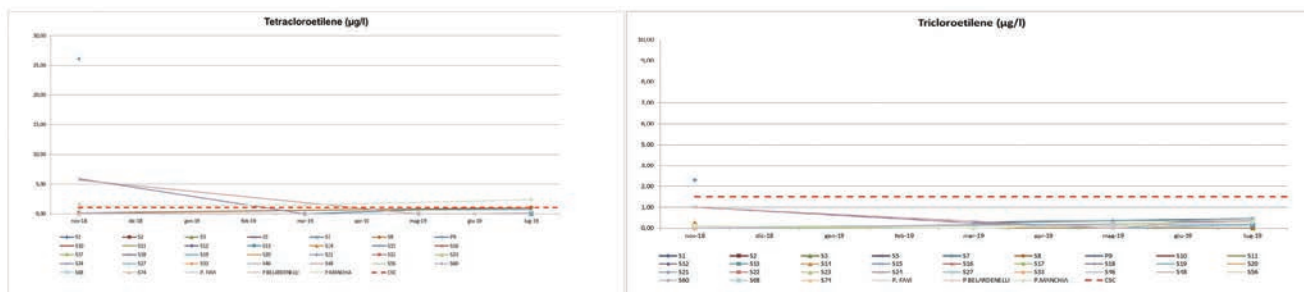 Tetracloroetilene (µg/l)
30,00
25,00
20,00
15,00
10,00
5,00
0,00
nov-18 dic-18 gen-19 feb-19 mar-19 apr-19 mag-19 giu-19 lug-19
S1 S2 S3 S5 S7 S8 P9
S10 S11 S12 S13 S14 S15 S16
S17 S18 S19 S20 S21 S22 S23
S24 S27 S33 S46 S48 S56 S60
S68 S74 P. FAVI P.BELARDINELLI P.MANCHIA CSC
Tricloroetilene (µg/l)
10,00
9,00
8,00
7,00
6,00
5,00
4,00
3,00
2,00
1,00
0,00
nov-18 dic-18 gen-19 feb-19 mar-19 apr-19 mag-19 giu-19 lug-19
S1 S2 S3 S5 S7 S8 P9 S10 S11
S12 S13 S14 S15 S16 S17 S18 S19 S20
S21 S22 S23 S24 S27 S33 S46 S48 S56
S60 S68 S74 P. FAVI P.BELARDINELLI P.MANCHIA CSC